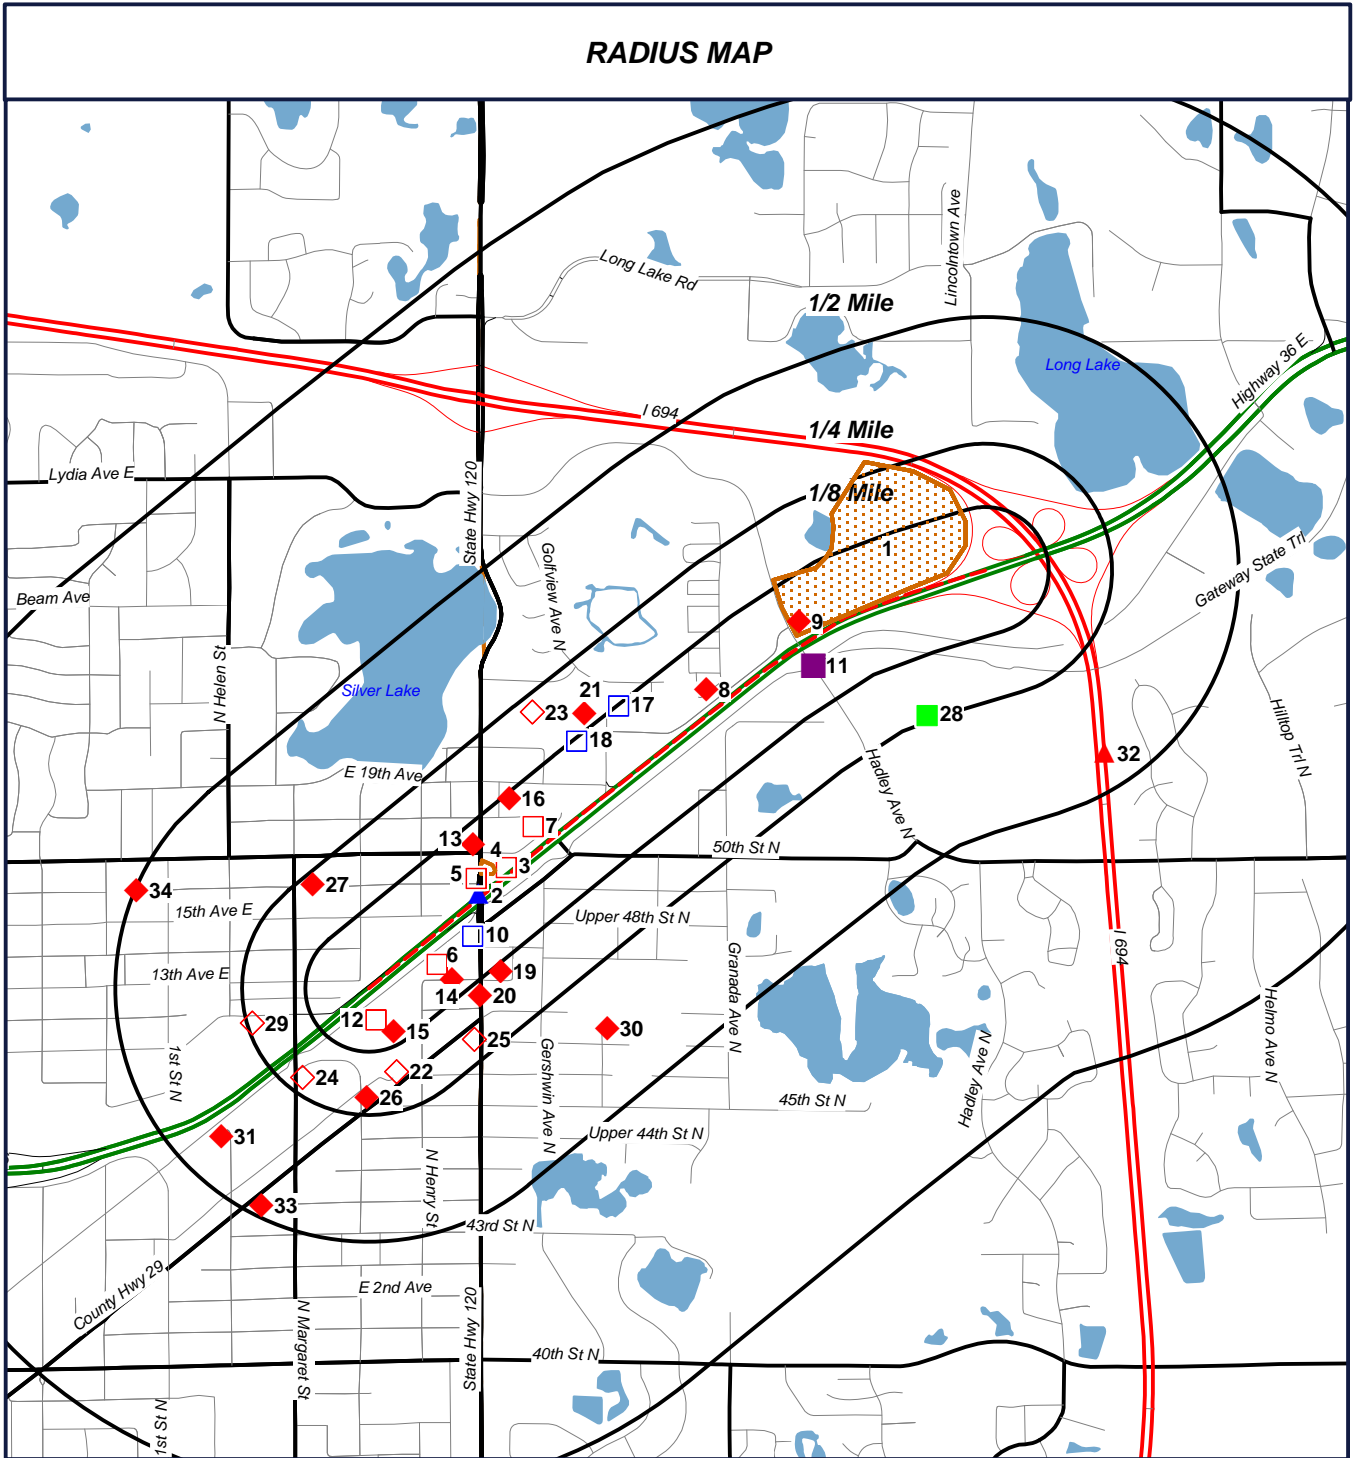 RADIUS MAP
Lincolntown Ave
Long Lake Rd
1/2 Mile
Highway 36 E
Long Lake
I 694
1/4 Mile
Lydia Ave E
State Hwy 120
1/8 Mile
1
Golfview Ave N
Gateway State Trl
Beam Ave
9
N Helen St
11
Silver Lake
8
21
17
23
28
18
Hilltop Trl N
32
E 19th Ave
Hadley Ave N
16
7
13
4
50th St N
3
5
34
27
2
15th Ave E
Upper 48th St N
10
I 694
6
13th Ave E
19
14
20
Granada Ave N
Helmo Ave N
12
29
15
25
30
1st St N
Gershwin Ave N
Hadley Ave N
22
24
26
45th St N
31
Upper 44th St N
N Henry St
33
43rd St N
County Hwy 29
E 2nd Ave
N Margaret St
State Hwy 120
40th St N
1st St N